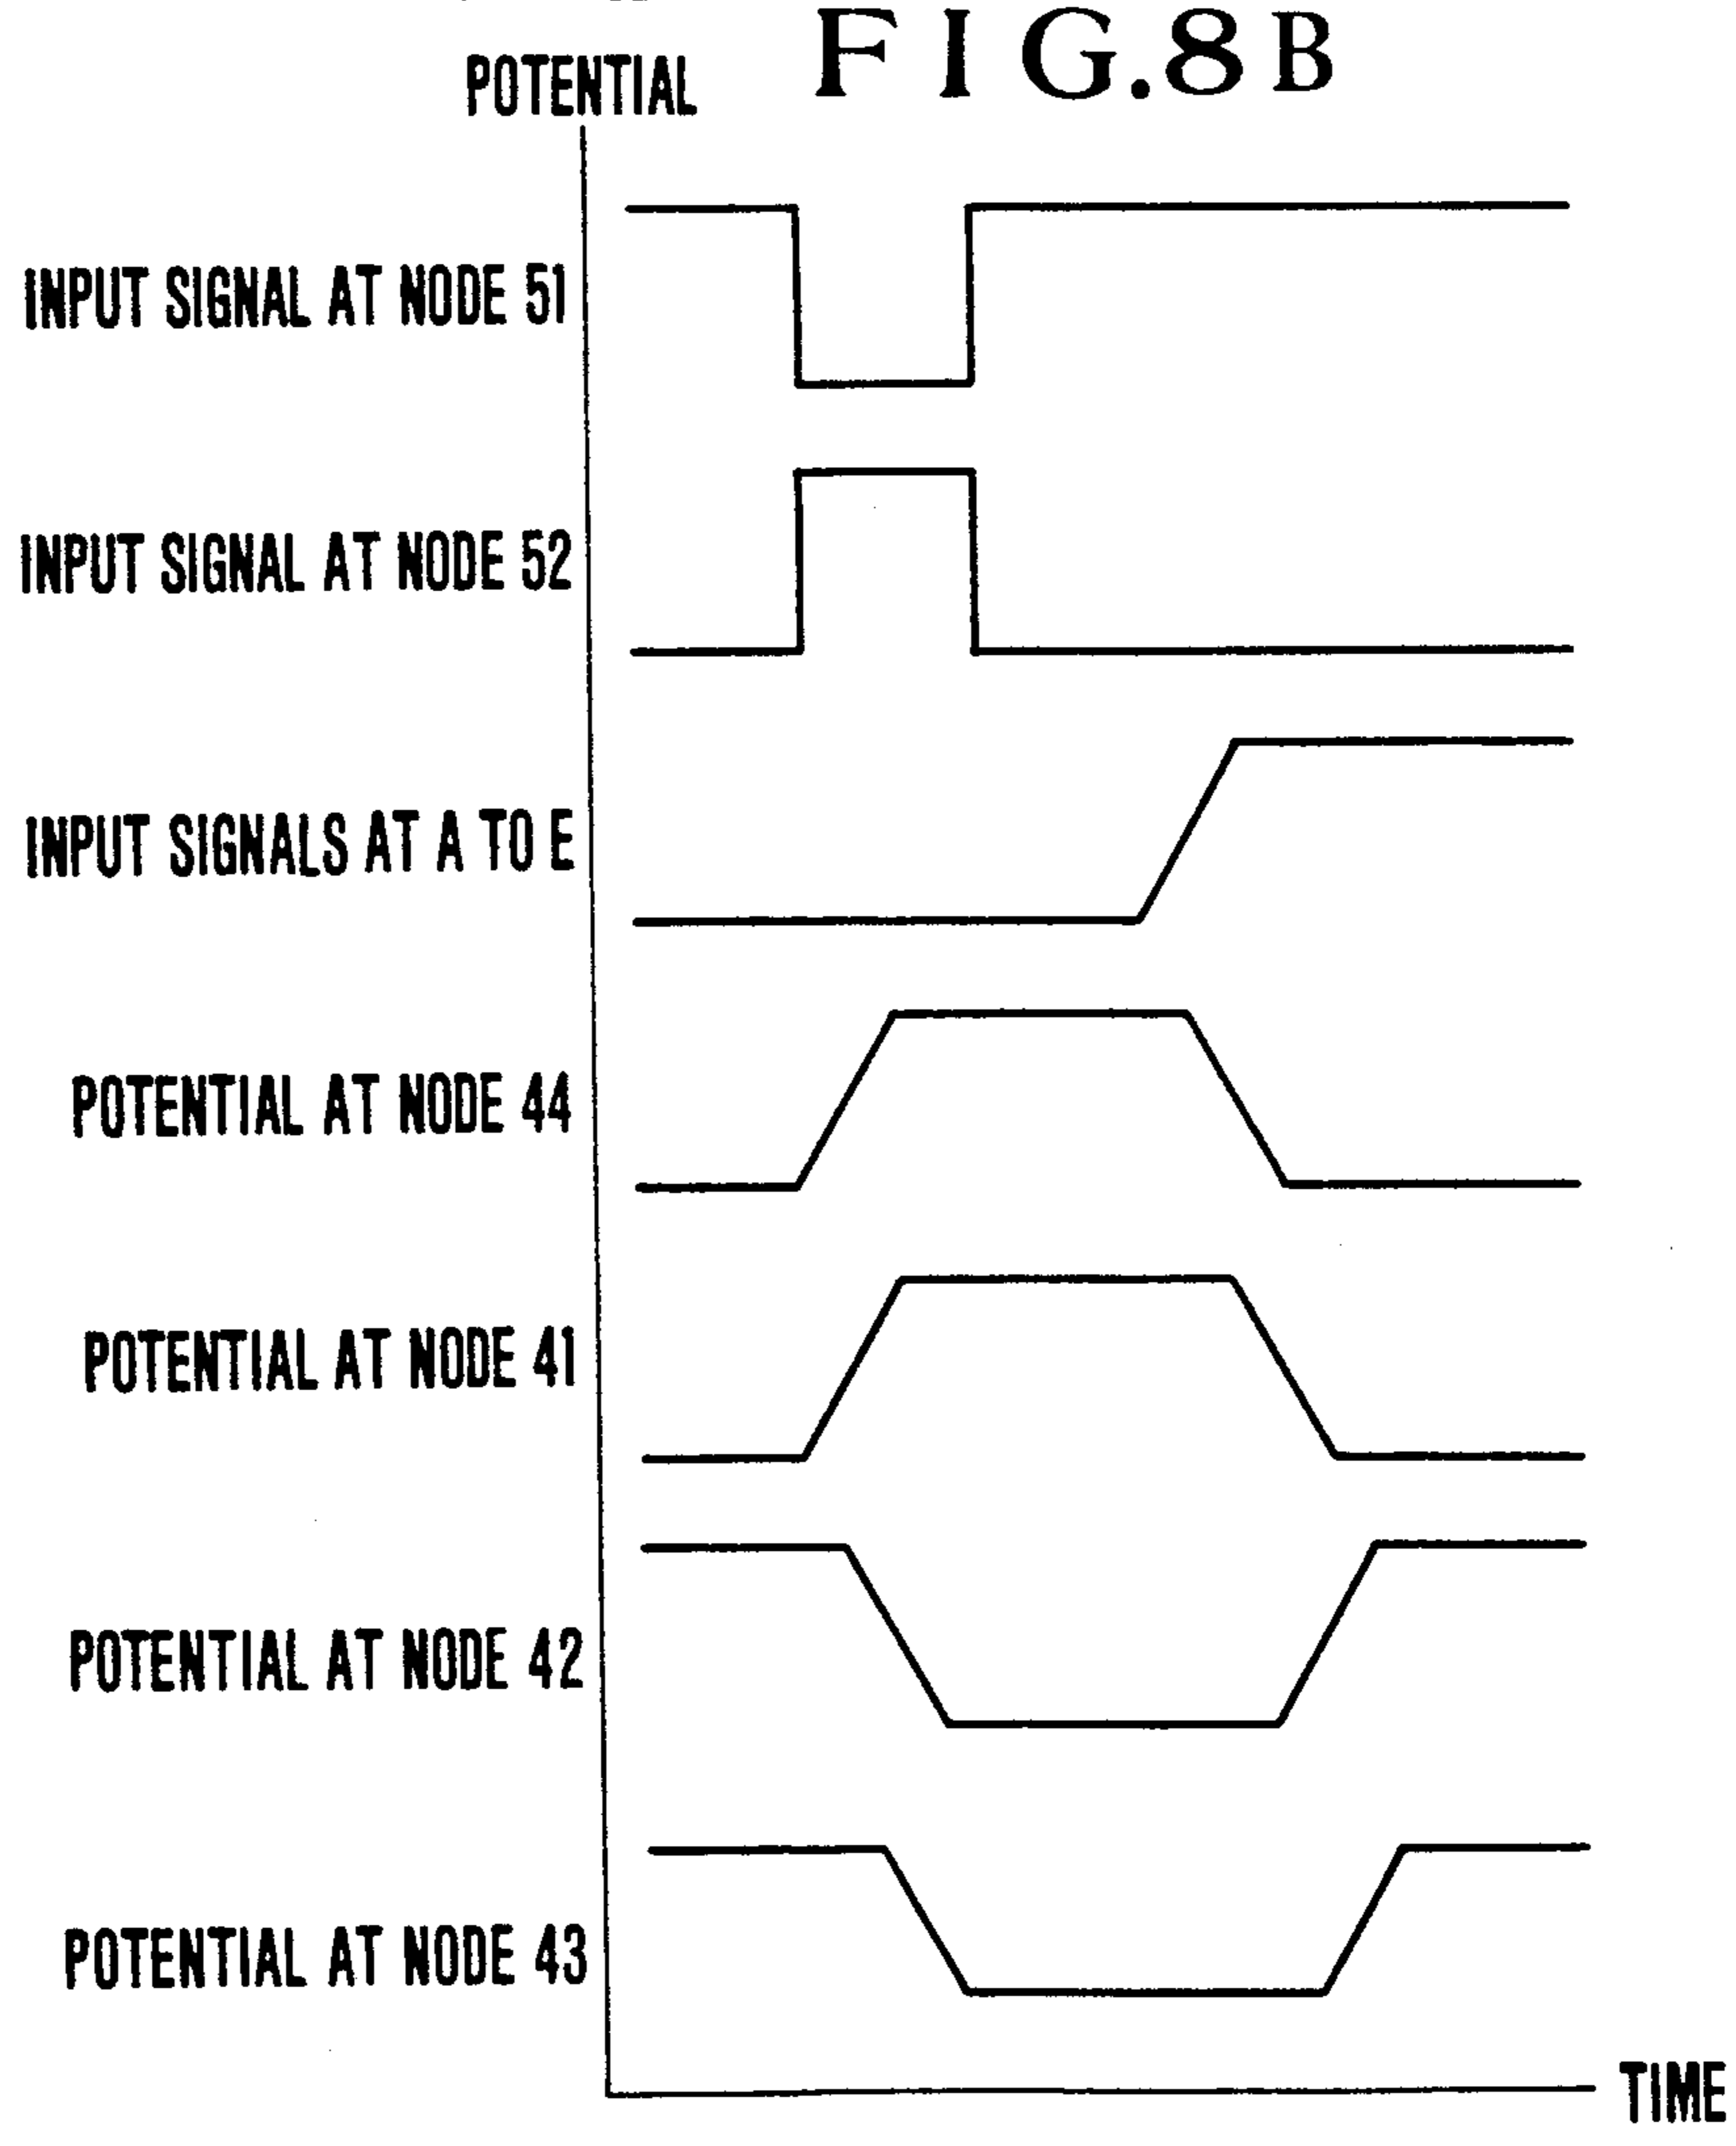 FIG.8B
POTENTIAL
INPUT SIGNAL AT NODE 51
INPUT SIGNAL AT NODE 52
INPUT SIGNALS AT A TO E
POTENTIAL AT NODE 44
POTENTIAL AT NODE 41
POTENTIAL AT NODE 42
POTENTIAL AT NODE 43
TIME